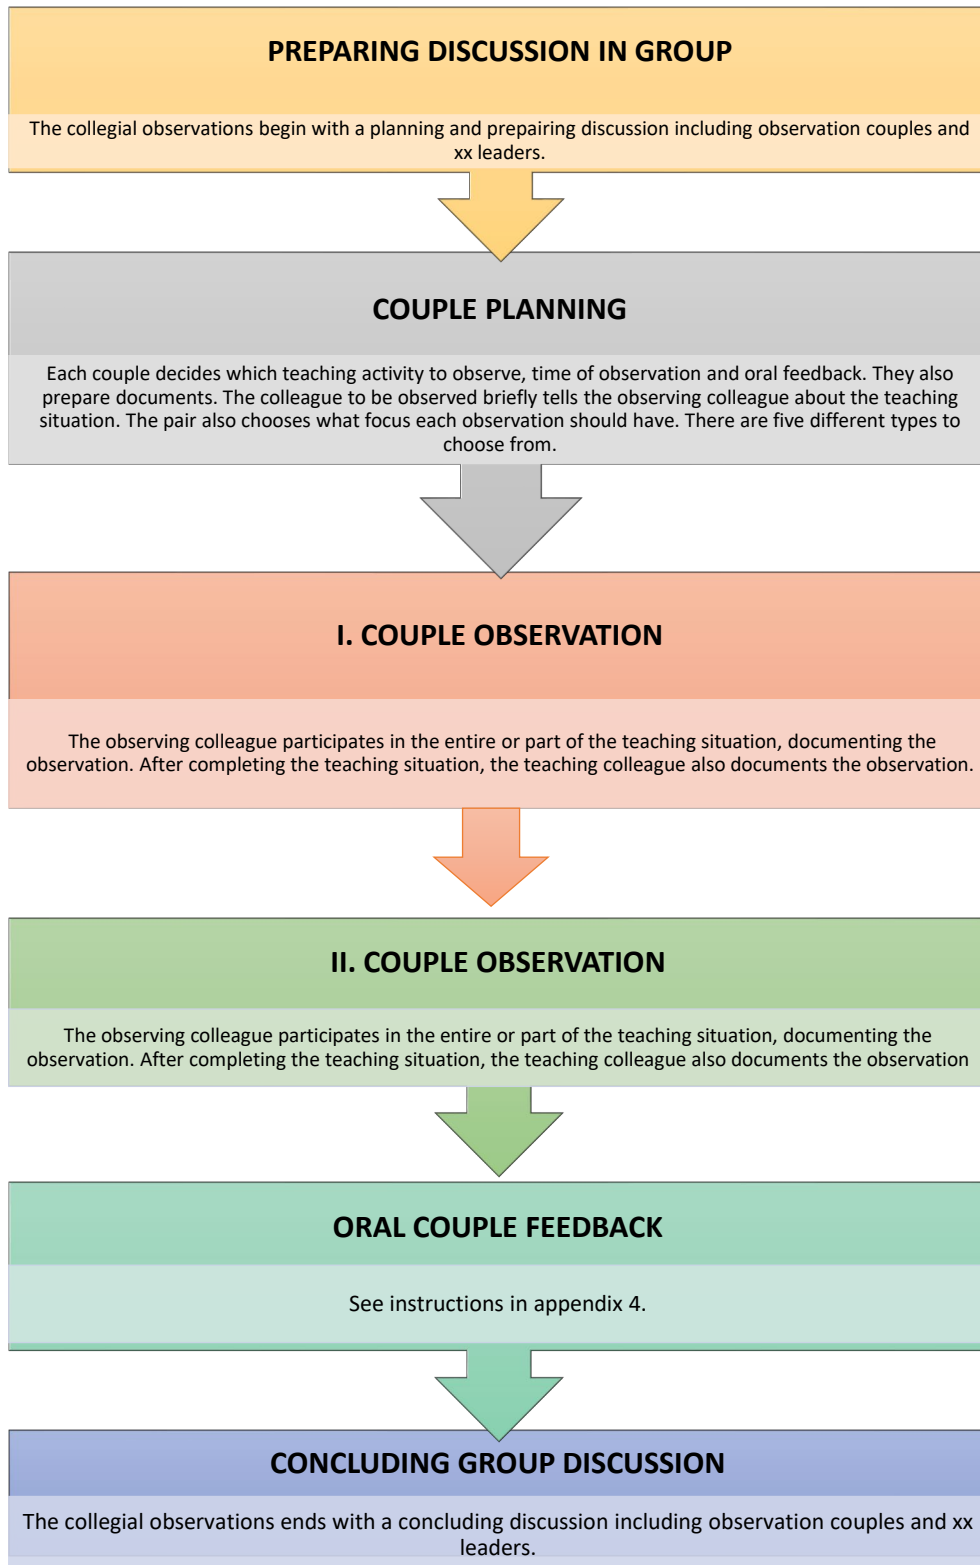 PREPARING DISCUSSION IN GROUP
The collegial observations begin with a planning and prepairing discussion including observation couples and
xx leaders.
COUPLE PLANNING
Each couple decides which teaching activity to observe, time of observation and oral feedback. They also
prepare documents. The colleague to be observed briefly tells the observing colleague about the teaching
situation. The pair also chooses what focus each observation should have. There are five different types to
choose from.
I. COUPLE OBSERVATION
The observing colleague participates in the entire or part of the teaching situation, documenting the
observation. After completing the teaching situation, the teaching colleague also documents the observation.
II. COUPLE OBSERVATION
The observing colleague participates in the entire or part of the teaching situation, documenting the
observation. After completing the teaching situation, the teaching colleague also documents the observation
ORAL COUPLE FEEDBACK
See instructions in appendix 4.
CONCLUDING GROUP DISCUSSION
The collegial observations ends with a concluding discussion including observation couples and xx
leaders.